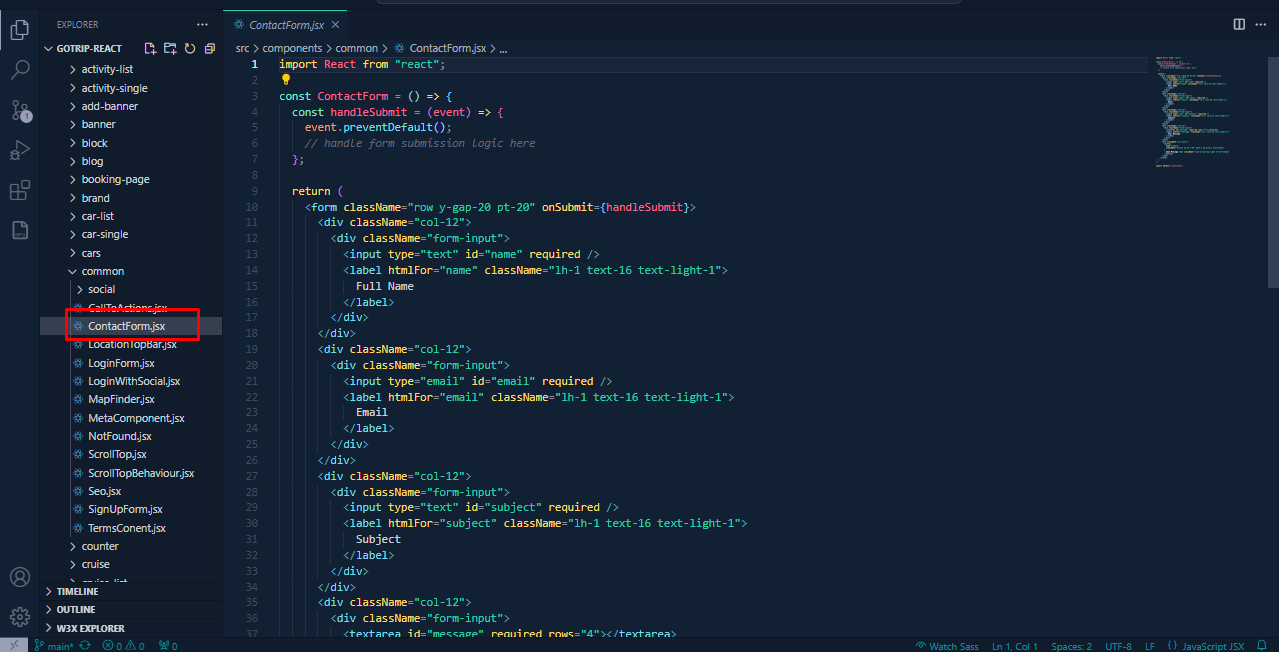 EXPLORER
GOTRIP-REACT
activity-list
activity-single
add-banner
banner
block
blog
booking-page
brand
car-list
car-single
cars
common
social
CallToActions.jsx
ContactForm.jsx
LocationTopBar.jsx
LoginForm.jsx
LoginWithSocial.jsx
MapFinder.jsx
MetaComponent.jsx
NotFound.jsx
ScrollTop.jsx
ScrollTopBehaviour.jsx
Seo.jsx
SignUpForm.jsx
TermsConent.jsx
counter
cruise
cruise-list
TIMELINE
OUTLINE
W3X EXPLORER
1
ContactForm.jsx
src > components > common > ContactForm.jsx > ...
1 import React from "react";
2
3 const ContactForm = () => {
4 const handleSubmit = (event) => {
5 event.preventDefault();
6 // handle form submission logic here
7 };
8
9 return (
10 <form className="row y-gap-20 pt-20" onSubmit={handleSubmit}>
11 <div className="col-12">
12 <div className="form-input">
13 <input type="text" id="name" required />
14 <label htmlFor="name" className="lh-1 text-16 text-light-1">
15 Full Name
16 </label>
17 </div>
18 </div>
19 <div className="col-12">
20 <div className="form-input">
21 <input type="email" id="email" required />
22 <label htmlFor="email" className="lh-1 text-16 text-light-1">
23 Email
24 </label>
25 </div>
26 </div>
27 <div className="col-12">
28 <div className="form-input">
29 <input type="text" id="subject" required />
30 <label htmlFor="subject" className="lh-1 text-16 text-light-1">
31 Subject
32 </label>
33 </div>
34 </div>
35 <div className="col-12">
36 <div className="form-input">
37 <textarea id="message" required rows="4"></textarea>
main* 0 0 0
Watch Sass Ln 1, Col 1 Spaces: 2 UTF-8 LF {} JavaScript JSX